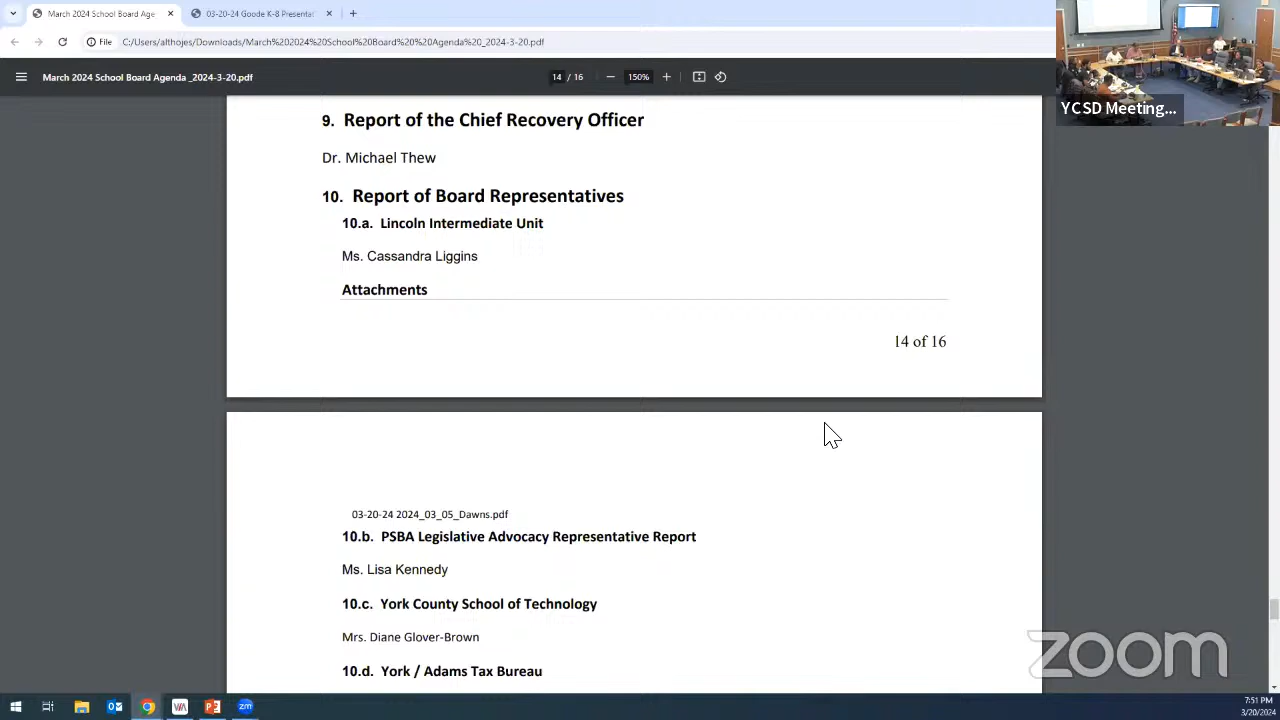 March 2024 School Board Age
03-20-24 Goode K-8 Presentat
File
C:/Users/althojes/Downloads/March%202024%20School%20Board%20%20Agenda%20_2024-3-20.pdf
March 2024 School Board Agenda _2024-3-20.pdf
14 / 16
150%
YCSD Meeting...
9. Report of the Chief Recovery Officer
Dr. Michael Thew
10. Report of Board Representatives
10.a. Lincoln Intermediate Unit
Ms. Cassandra Liggins
Attachments
14 of 16
03-20-24 2024_03_05_Dawns.pdf
10.b. PSBA Legislative Advocacy Representative Report
Ms. Lisa Kennedy
10.c. York County School of Technology
Mrs. Diane Glover-Brown
10.d. York / Adams Tax Bureau
zoom
7:51 PM
3/20/2024